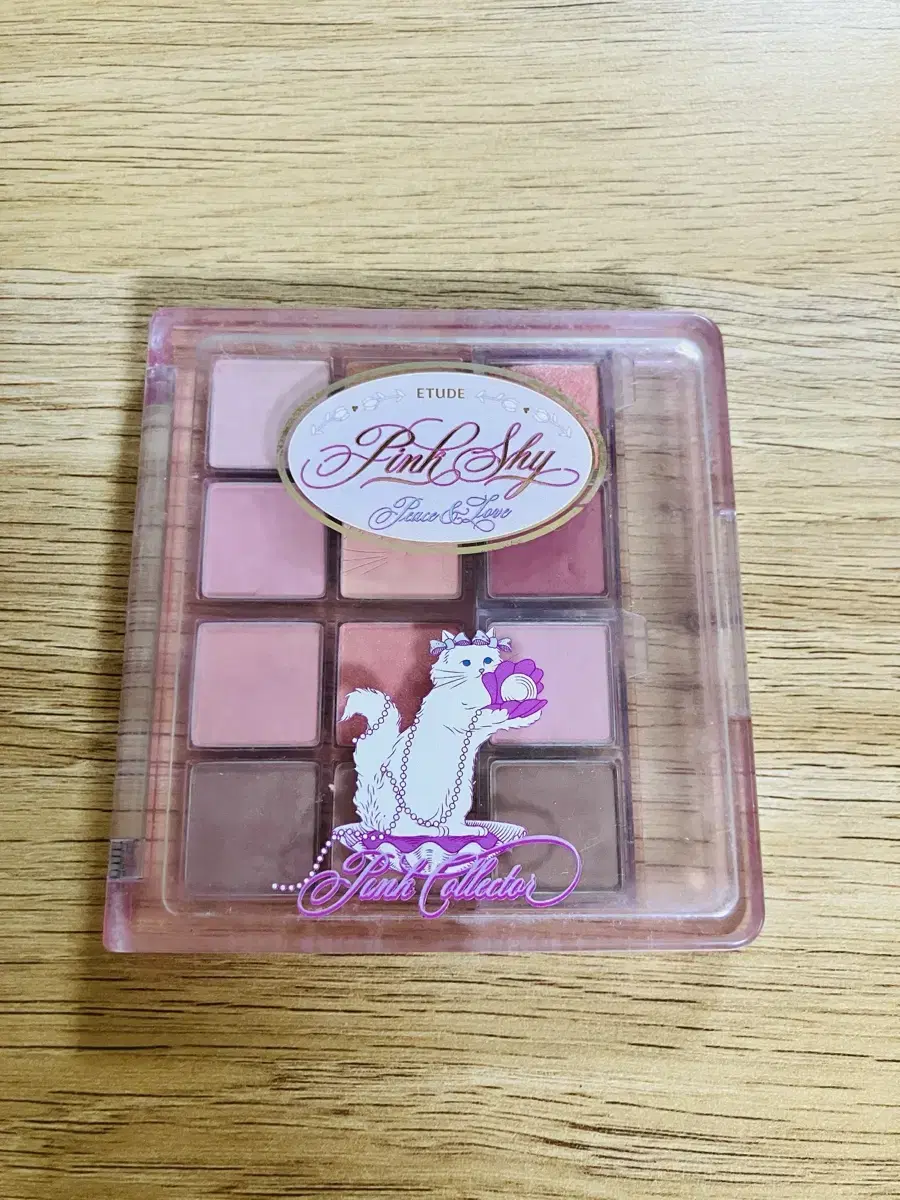 ETUDE
Pink Shy
Peace & Love
Pink Collector